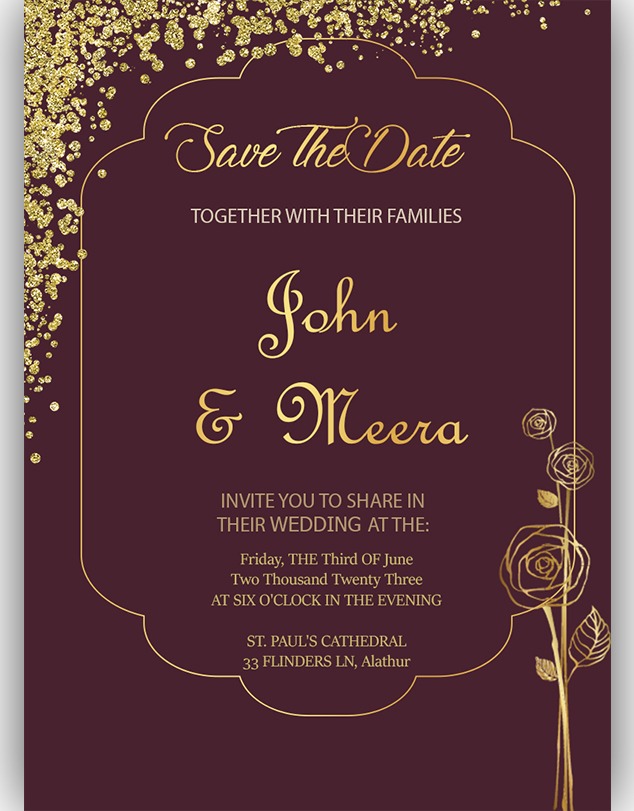 Save The Date
TOGETHER WITH THEIR FAMILIES
John
& Meera
INVITE YOU TO SHARE IN
THEIR WEDDING AT THE:
Friday, THE Third OF June
Two Thousand Twenty Three
AT SIX O'CLOCK IN THE EVENING
ST. PAUL'S CATHEDRAL
33 FLINDERS LN, Alathur